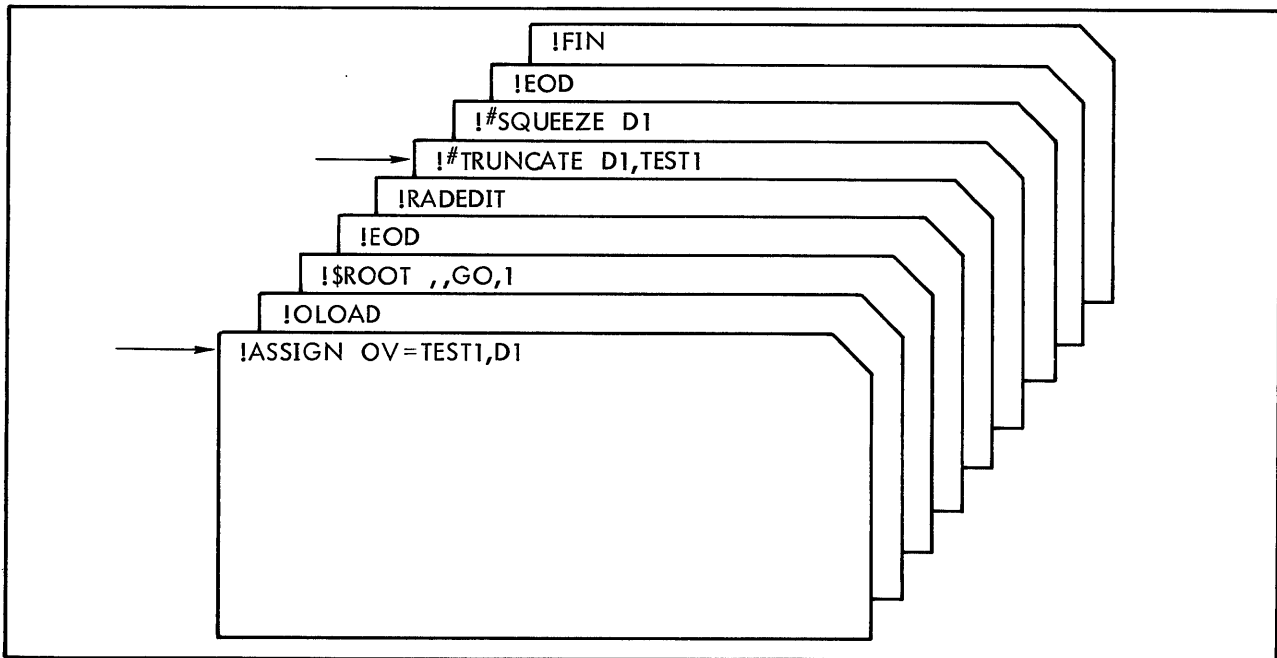 !FIN
!EOD
!#SQUEEZE D1
!#TRUNCATE D1,TEST1
!RADEDIT
!EOD
!$ROOT ,,GO,1
!OLOAD
!ASSIGN OV=TEST1,D1